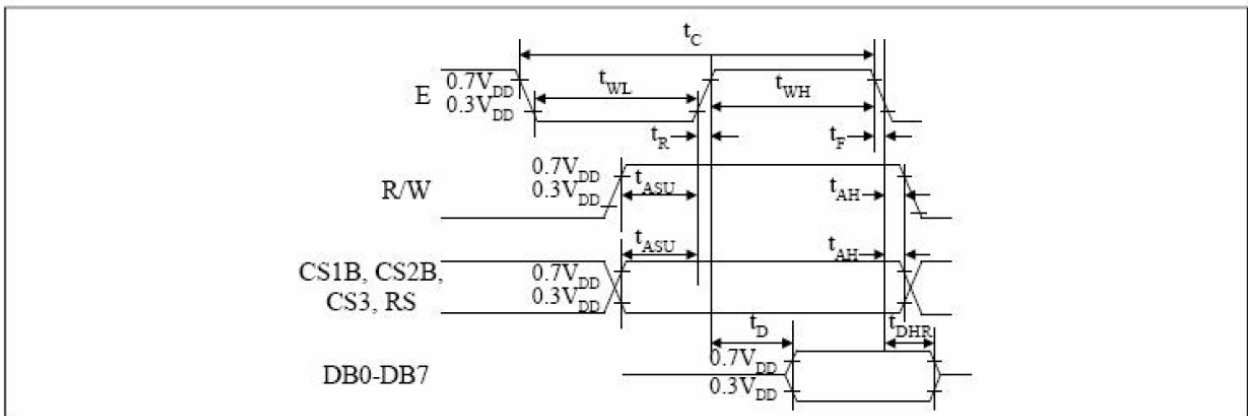 tC
E
0.7VDD
0.3VDD
tWL
tWH
tR
tF
R/W
0.7VDD
0.3VDD
tASU
tAH
CS1B, CS2B,
CS3, RS
0.7VDD
0.3VDD
tASU
tAH
DB0-DB7
0.7VDD
0.3VDD
tD
tDHR